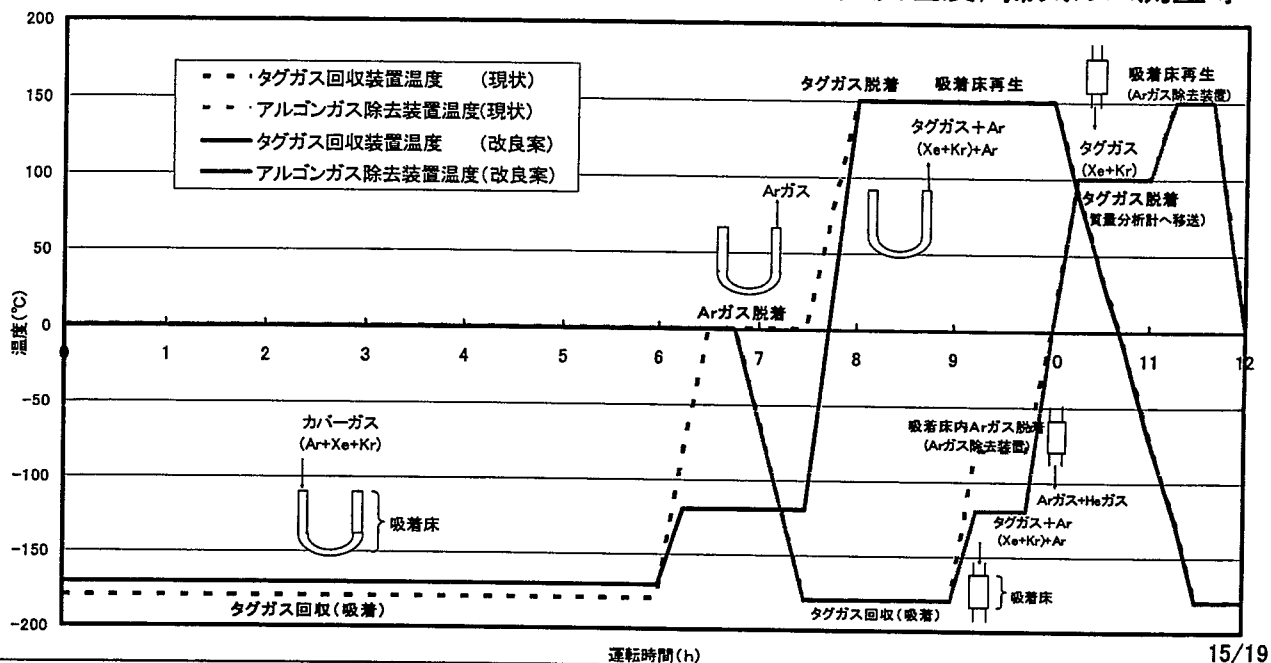 200
150
100
50
0
-50
-100
-150
-200
温度(℃)
タグガス回収装置温度 (現状)
アルゴンガス除去装置温度(現状)
タグガス回収装置温度 (改良案)
アルゴンガス除去装置温度(改良案)
タグガス脱着
吸着床再生
吸着床再生
(Arガス除去装置)
タグガス+Ar
(Xe+Kr)+Ar
タグガス
(Xe+Kr)
タグガス脱着
質量分析計へ移送)
Arガス
Arガス脱着
0 1 2 3 4 5 6 7 8 9 0 11 12
カバーガス
(Ar+Xe+Kr)
吸着床
吸着床内Arガス脱着
(Arガス除去装置)
Arガス+Heガス
タグガス+Ar
(Xe+Kr)+Ar
吸着床
タグガス回収(吸着)
タグガス回収(吸着)
運転時間(h)
15/19